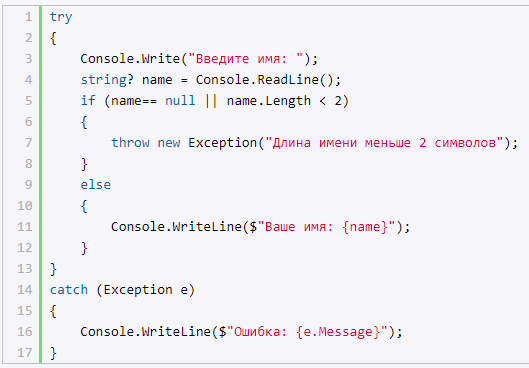 1 try
2 {
3     Console.Write("Введите имя: ");
4     string? name = Console.ReadLine();
5     if (name== null || name.Length < 2)
6     {
7         throw new Exception("Длина имени меньше 2 символов");
8     }
9     else
10     {
11         Console.WriteLine($"Ваше имя: {name}");
12     }
13 }
14 catch (Exception e)
15 {
16     Console.WriteLine($"Ошибка: {e.Message}");
17 }